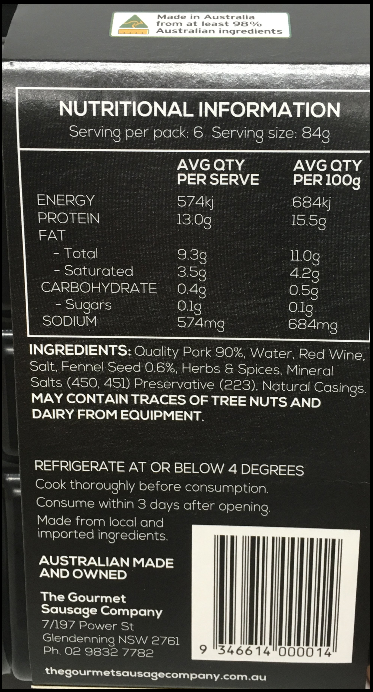 Made in Australia
from at least 98%
Australian ingredients
NUTRITIONAL INFORMATION
Serving per pack: 6 Serving size: 84g
AVG QTY PER SERVE AVG QTY PER 100g
ENERGY 574kj 684kj
PROTEIN 13.0g 15.5g
FAT
- Total 9.3g 11.0g
- Saturated 3.5g 4.2g
CARBOHYDRATE 0.4g 0.5g
- Sugars 0.1g 0.1g
SODIUM 574mg 684mg
INGREDIENTS: Quality Pork 90%, Water, Red Wine,
Salt, Fennel Seed 0.6%, Herbs & Spices, Mineral
Salts (450, 451) Preservative (223). Natural Casings.
MAY CONTAIN TRACES OF TREE NUTS AND
DAIRY FROM EQUIPMENT.
REFRIGERATE AT OR BELOW 4 DEGREES
Cook thoroughly before consumption.
Consume within 3 days after opening.
Made from local and
imported ingredients.
AUSTRALIAN MADE
AND OWNED
The Gourmet
Sausage Company
7/197 Power St
Glendenning NSW 2761
Ph. 02 9832 7782
9 346614 000014
thegourmetsausagecompany.com.au